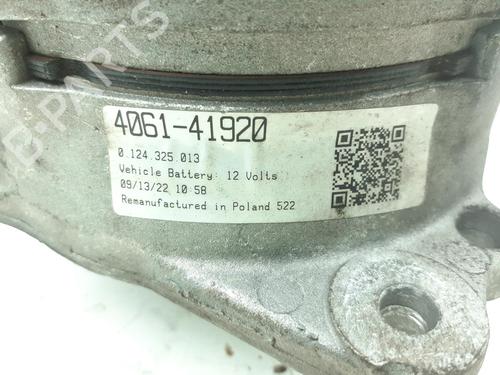 4061-41920
0.124.325.013
Vehicle Battery: 12 Volts
09/13/22 10:58
Remanufactured in Poland 522